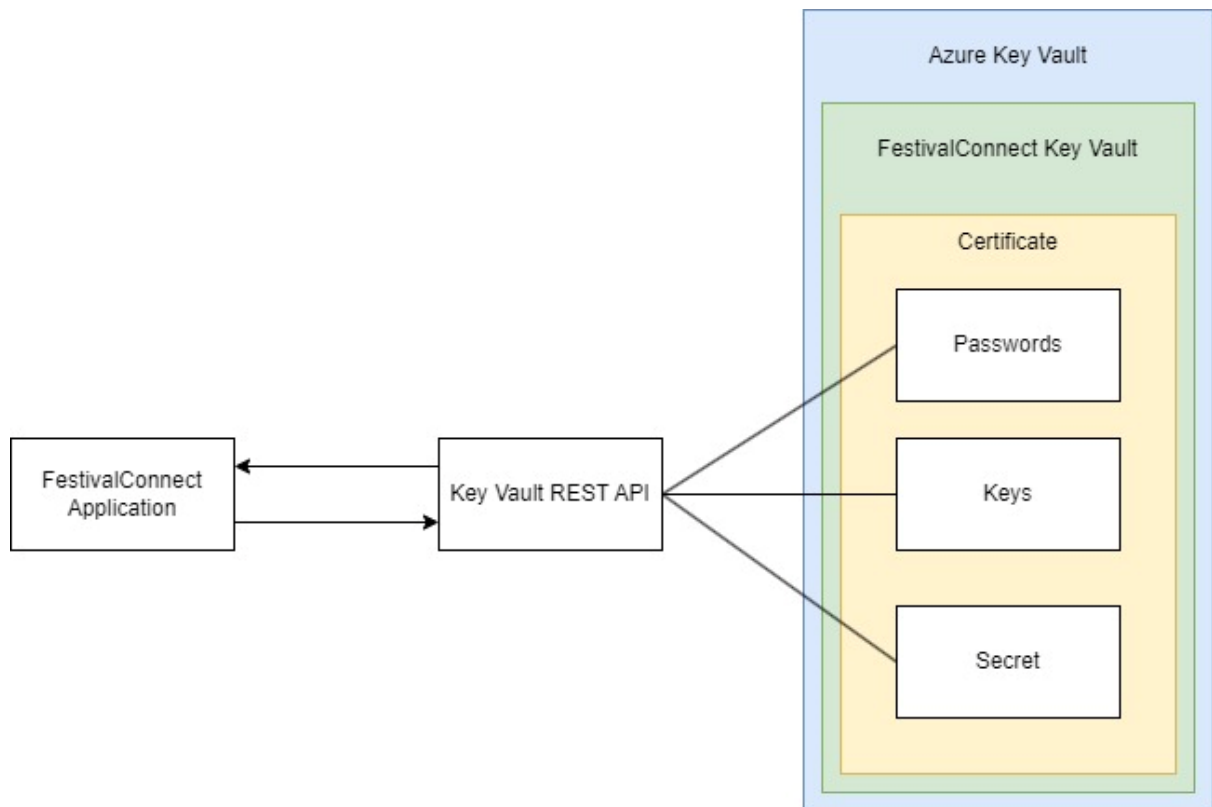 Azure Key Vault
FestivalConnect Key Vault
Certificate
Passwords
FestivalConnect
Application
Key Vault REST API
Keys
Secret